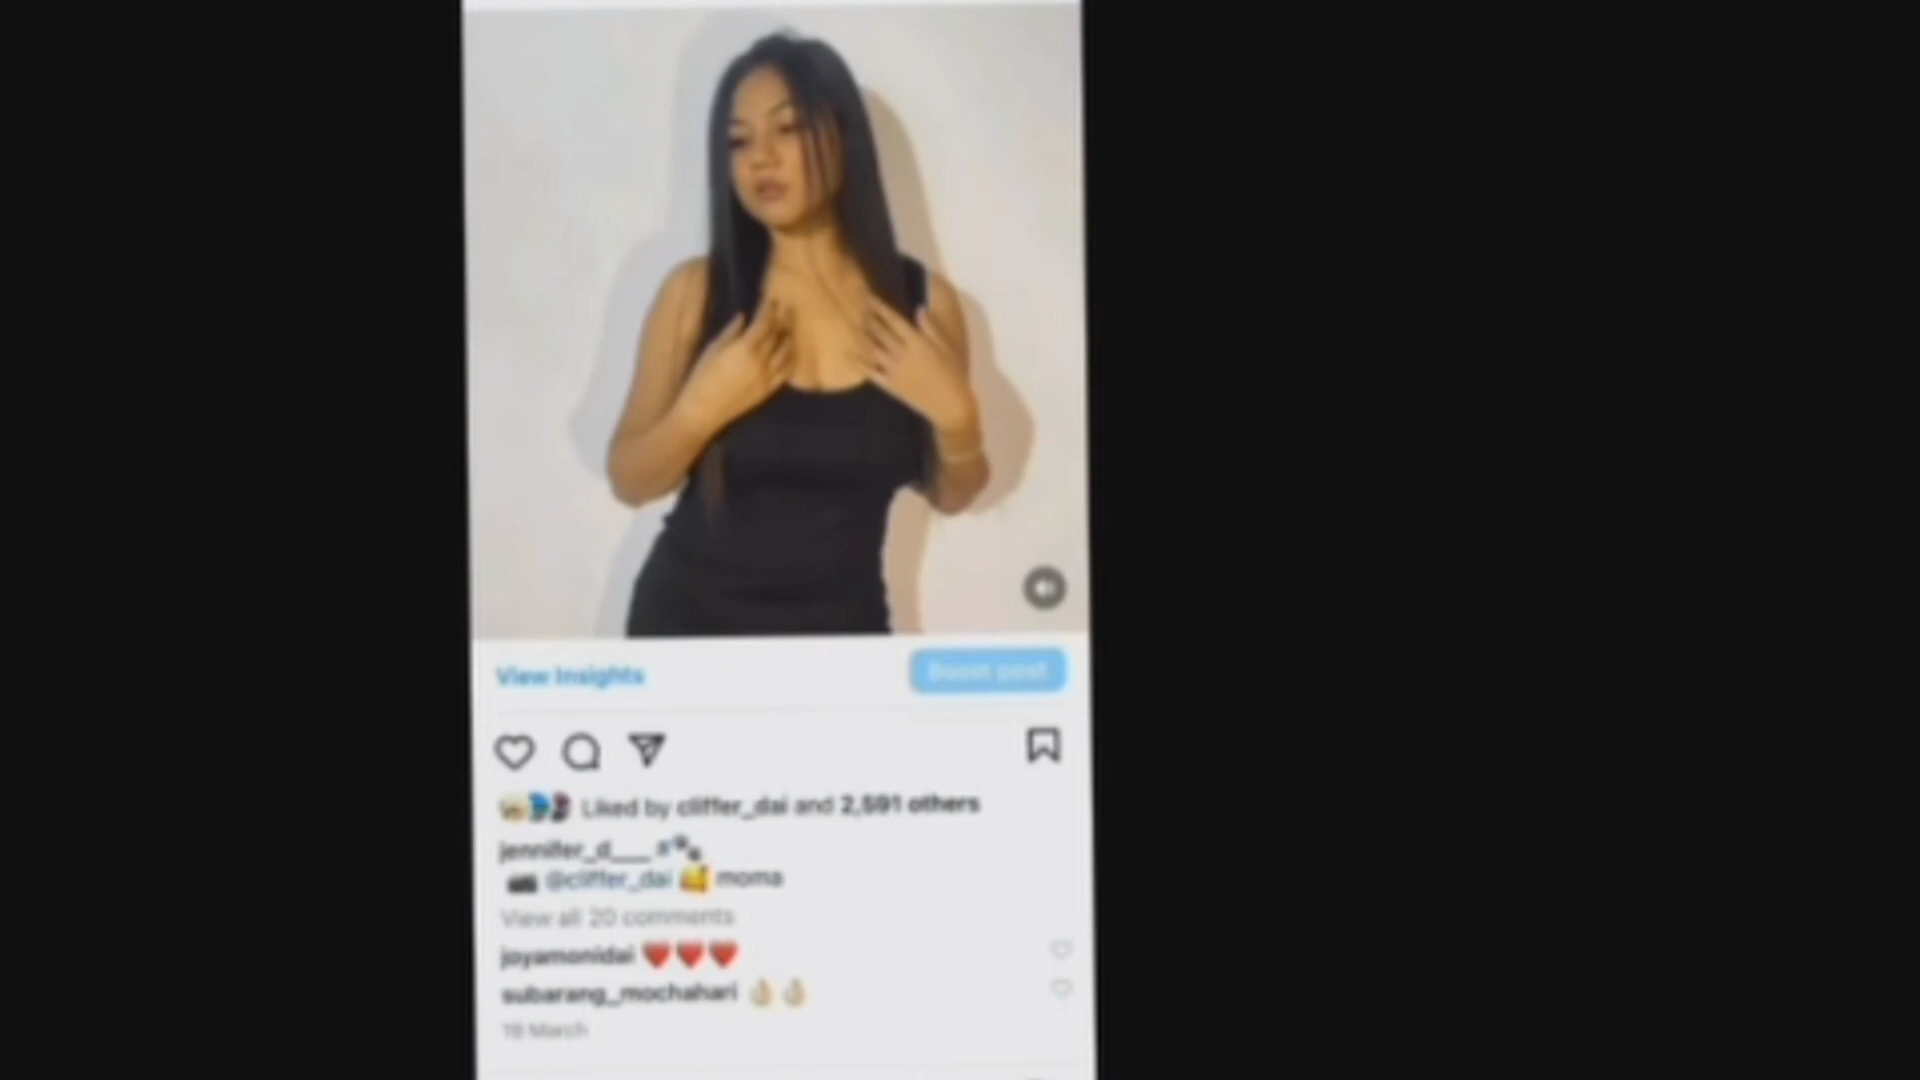 View Insights
Boost post
Liked by cliffer_dai and 2,591 others
jennifer_d___
@cliffer_dai 🥰 moma
View all 20 comments
joyamonidai ❤️❤️❤️
subarang_mochahari 👌🏼👌🏼
19 March